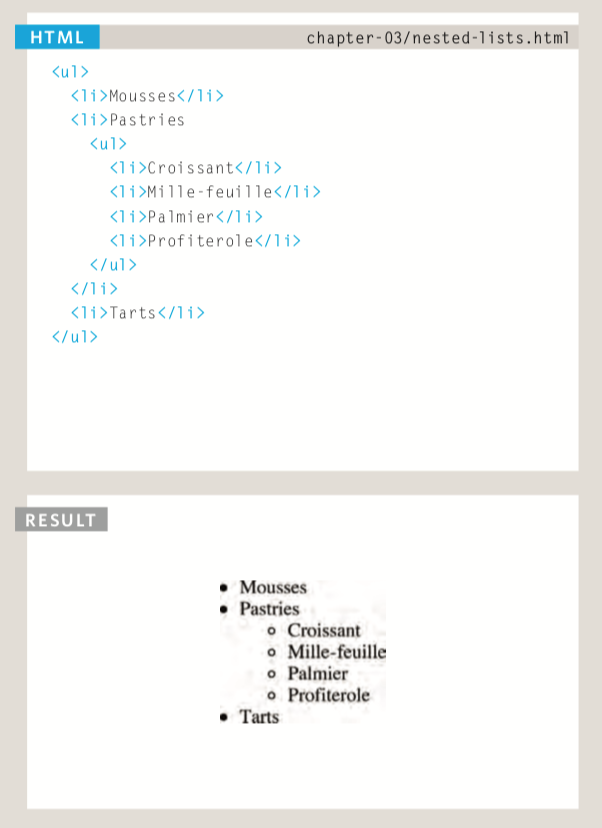 HTML chapter-03/nested-lists.html
<ul>
  <li>Mousses</li>
  <li>Pastries
    <ul>
      <li>Croissant</li>
      <li>Mille-feuille</li>
      <li>Palmier</li>
      <li>Profiterole</li>
    </ul>
  </li>
  <li>Tarts</li>
</ul>
RESULT
• Mousses
• Pastries
  ◦ Croissant
  ◦ Mille-feuille
  ◦ Palmier
  ◦ Profiterole
• Tarts